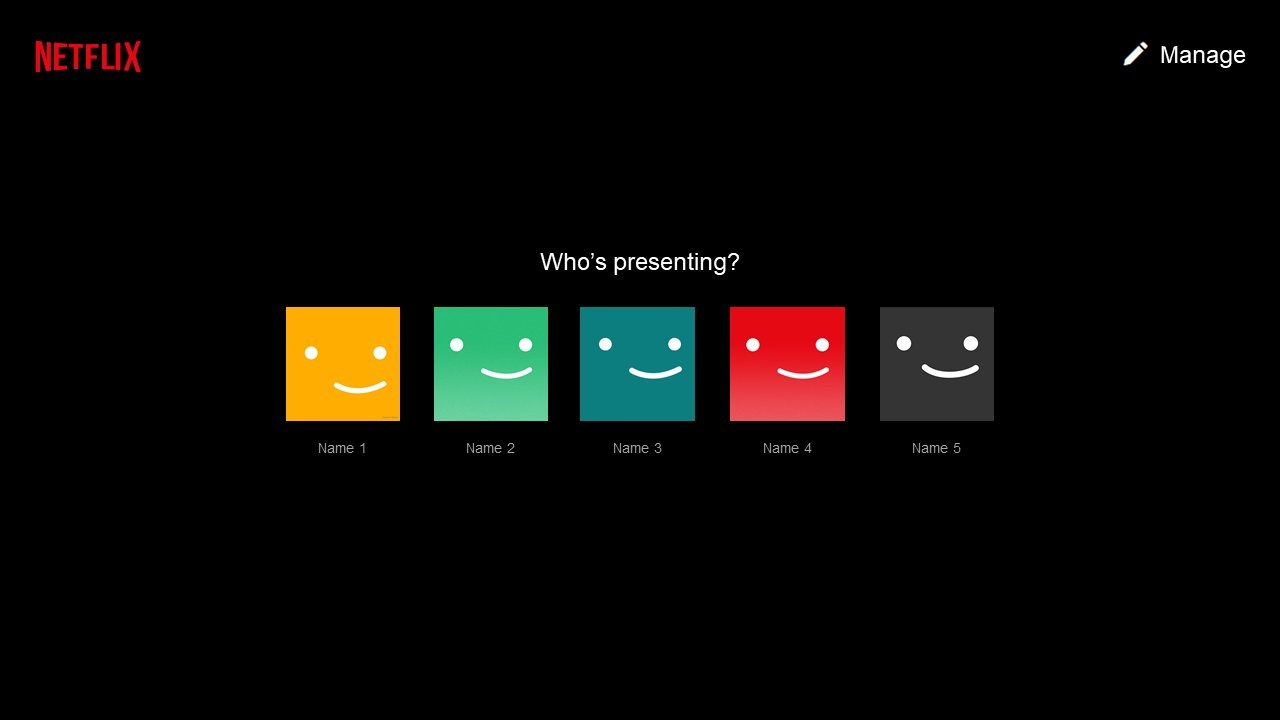 NETFLIX
Manage
Who’s presenting?
Name 1
Name 2
Name 3
Name 4
Name 5